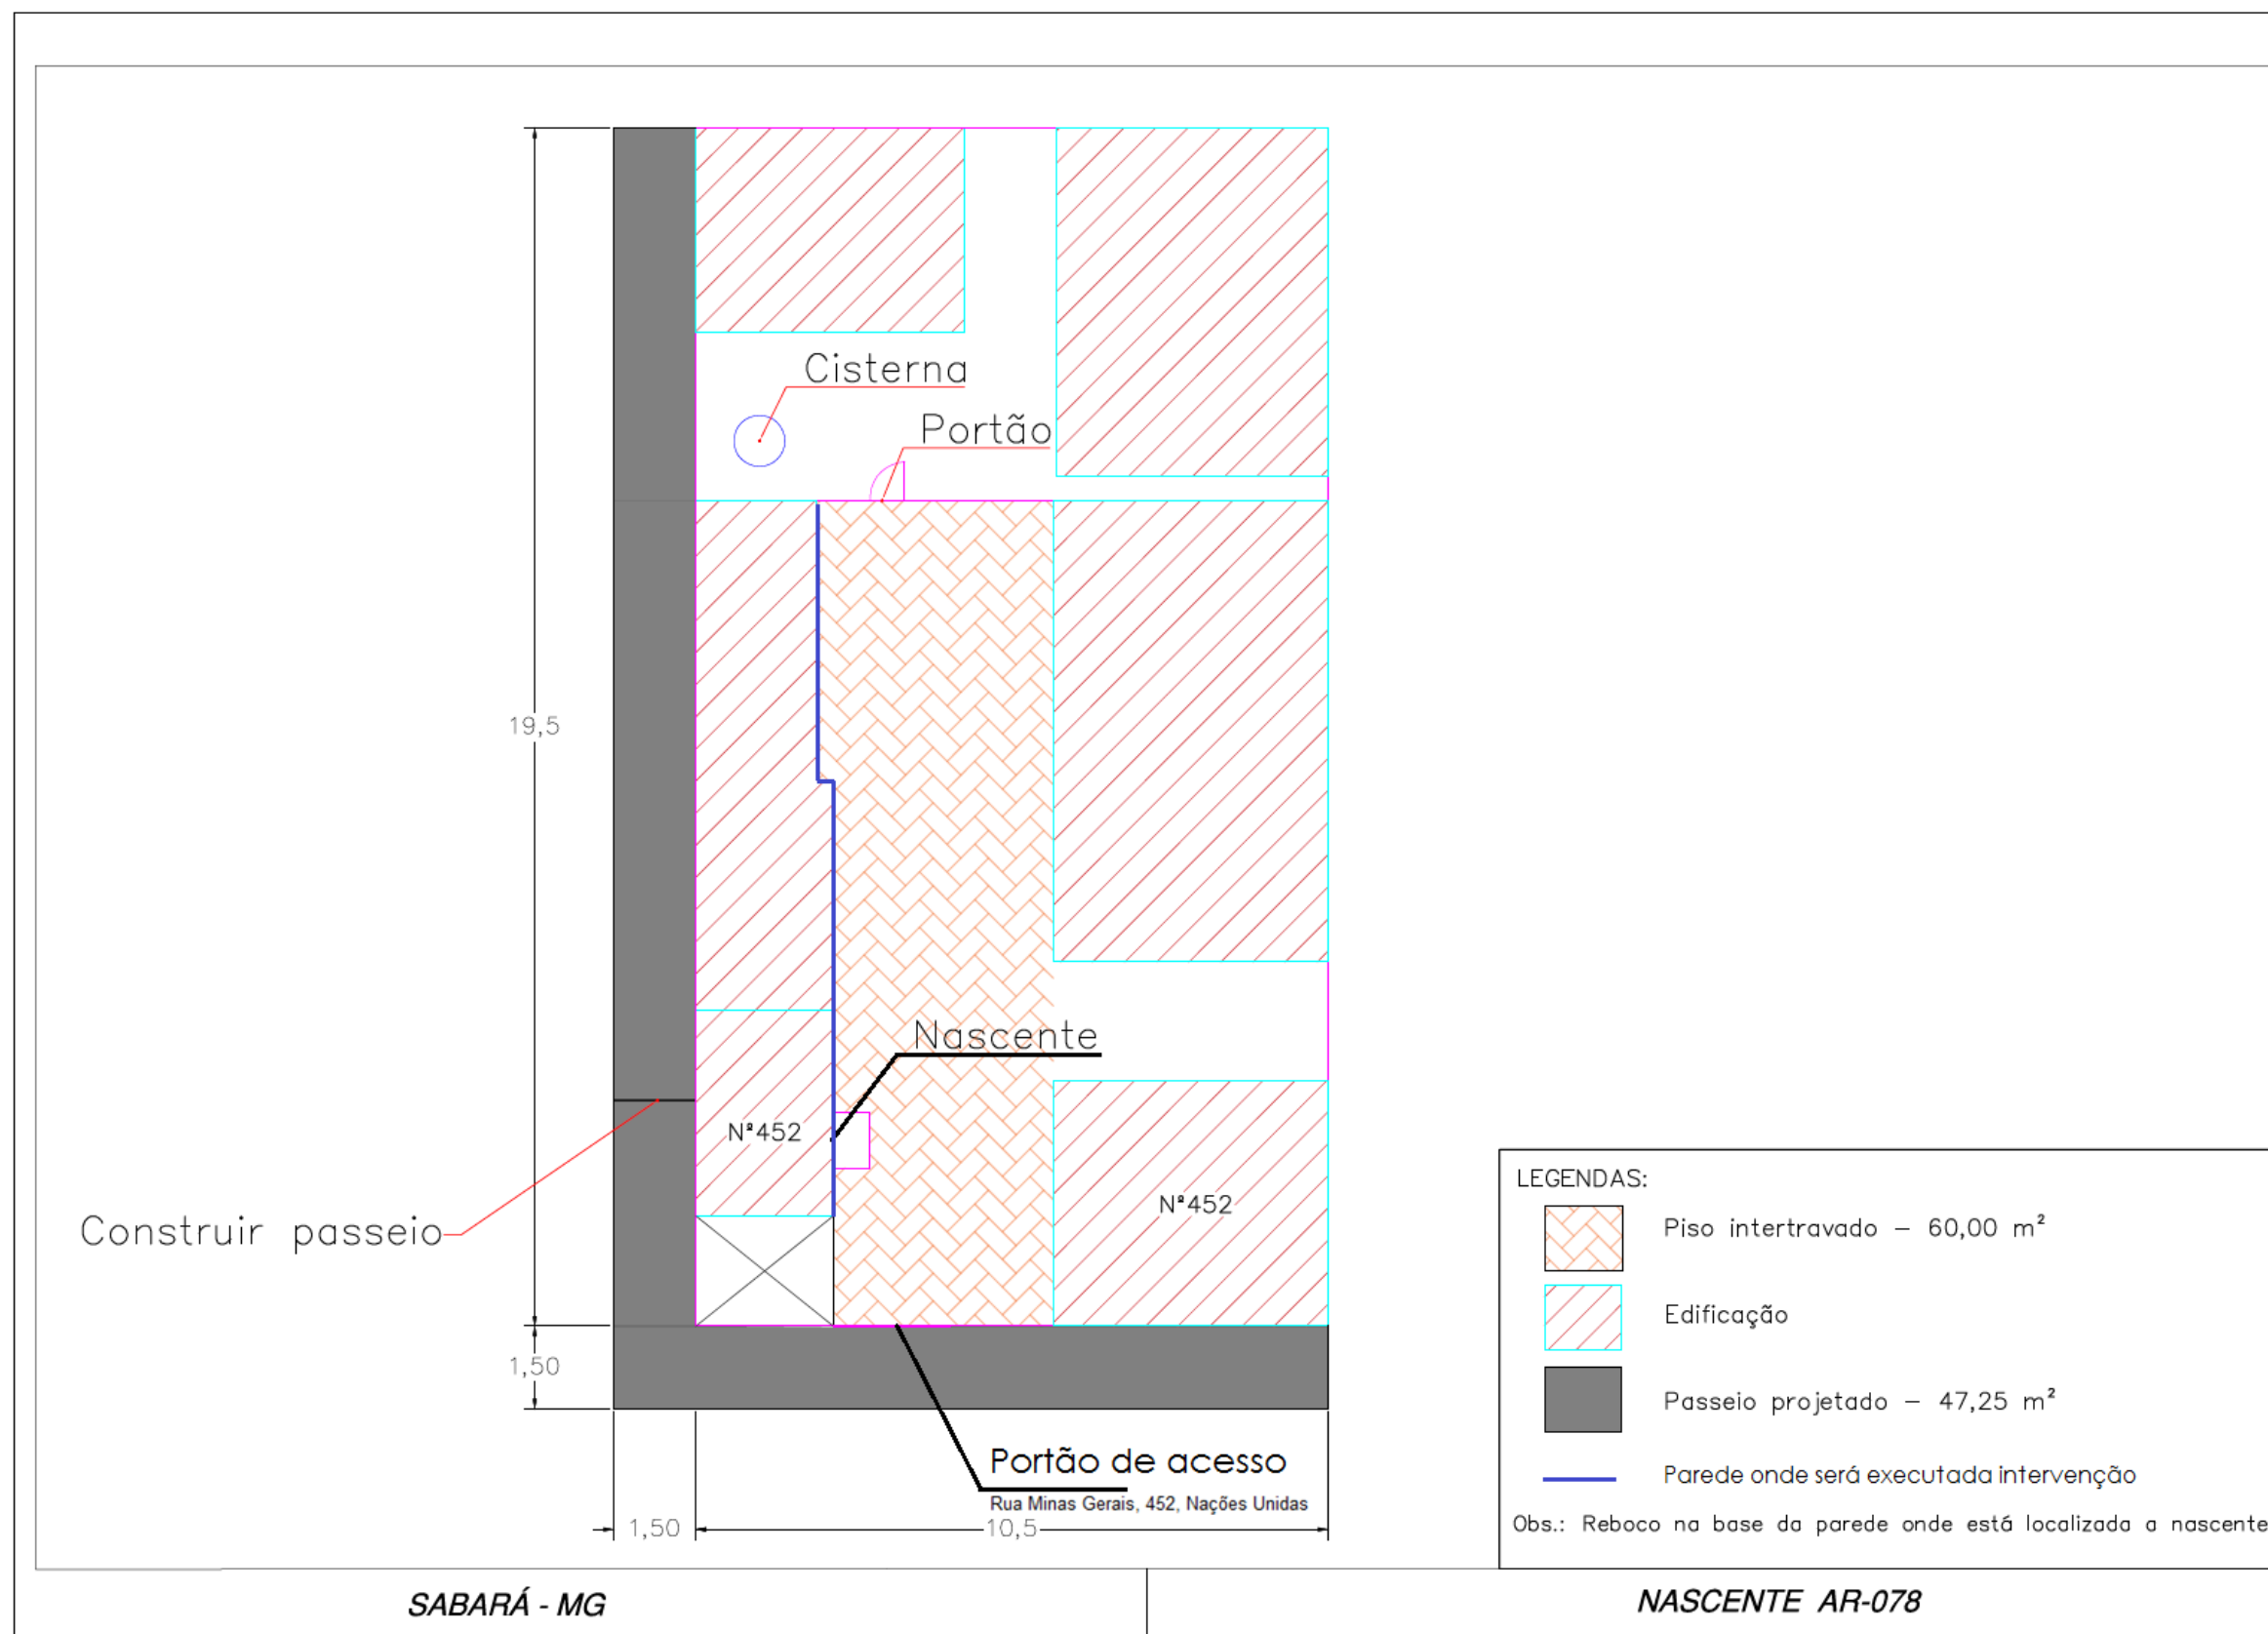 Cisterna
Portão
19,5
Nascente
Nª452
Nª452
Construir passeio
1,50
Portão de acesso
Rua Minas Gerais, 452, Nações Unidas
1,50
10,5
LEGENDAS:
Piso intertravado – 60,00 m²
Edificação
Passeio projetado – 47,25 m²
Parede onde será executada intervenção
Obs.: Reboco na base da parede onde está localizada a nascente
SABARÁ - MG
NASCENTE AR-078